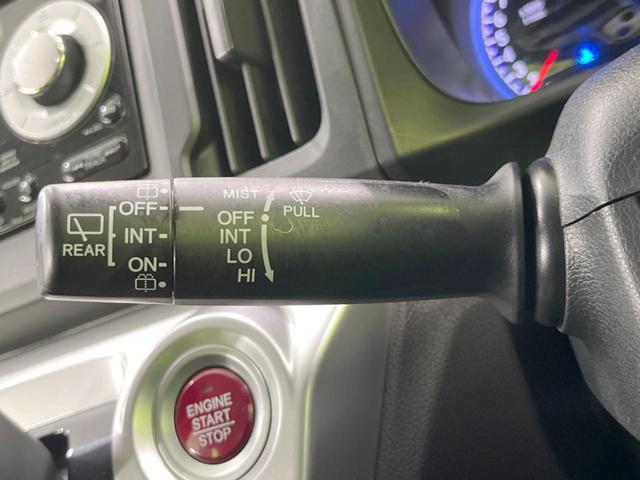 MIST
OFF
OFF
PULL
INT
INT
REAR
LO
ON
HI
ENGINE
START
STOP